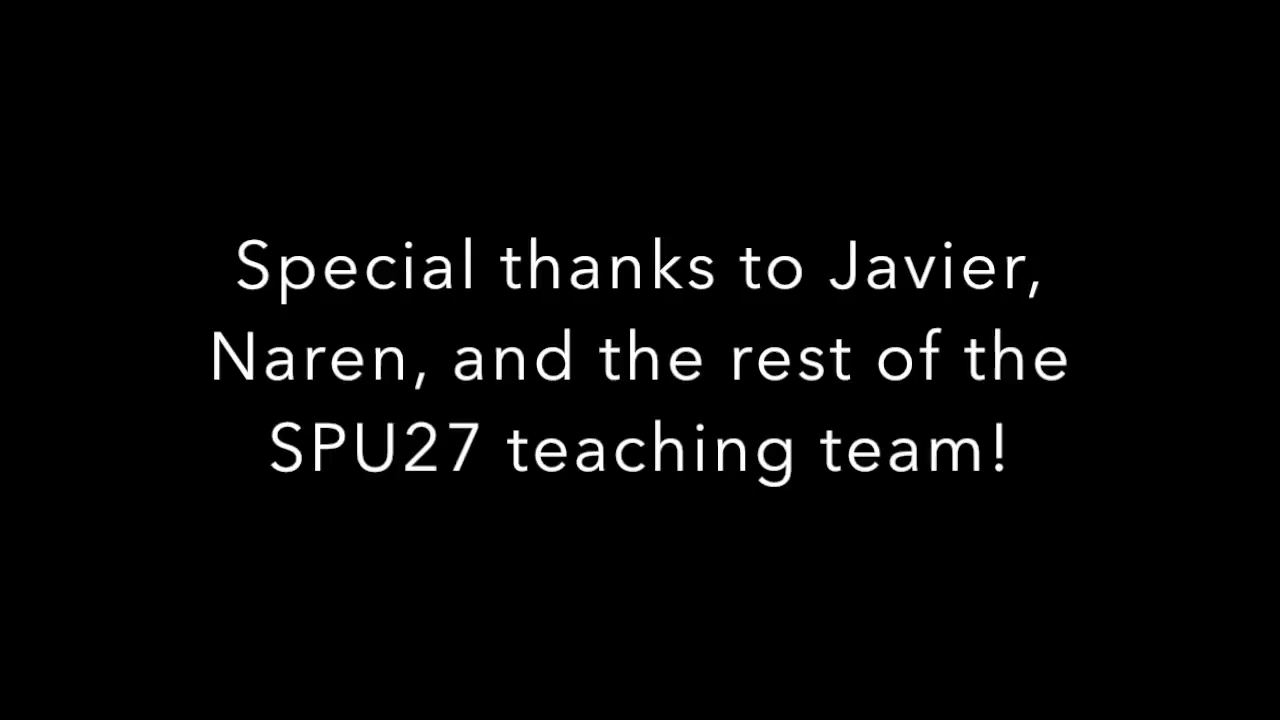 Special thanks to Javier,
Naren, and the rest of the
SPU27 teaching team!